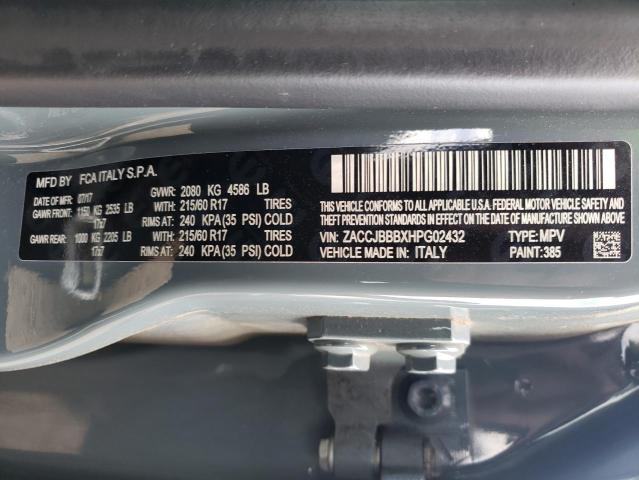 MFD BY FCA ITALY S.P.A.
DATE OF MFR 07/17 GVWR: 2080 KG 4586 LB
GAWR FRONT: 1150 KG 2535 LB WITH: 215/60 R17 TIRES
17x7 RIMS AT: 240 KPA (35 PSI) COLD
GAWR REAR: 1000 KG 2205 LB WITH: 215/60 R17 TIRES
17x7 RIMS AT: 240 KPA (35 PSI) COLD
THIS VEHICLE CONFORMS TO ALL APPLICABLE U.S.A. FEDERAL MOTOR VEHICLE SAFETY,
BUMPER, AND THEFT PREVENTION STANDARDS IN EFFECT ON THE DATE OF MANUFACTURE SHOWN ABOVE.
VIN: ZACCJBBBXHPG02432 TYPE: MPV
VEHICLE MADE IN: ITALY PAINT: 385